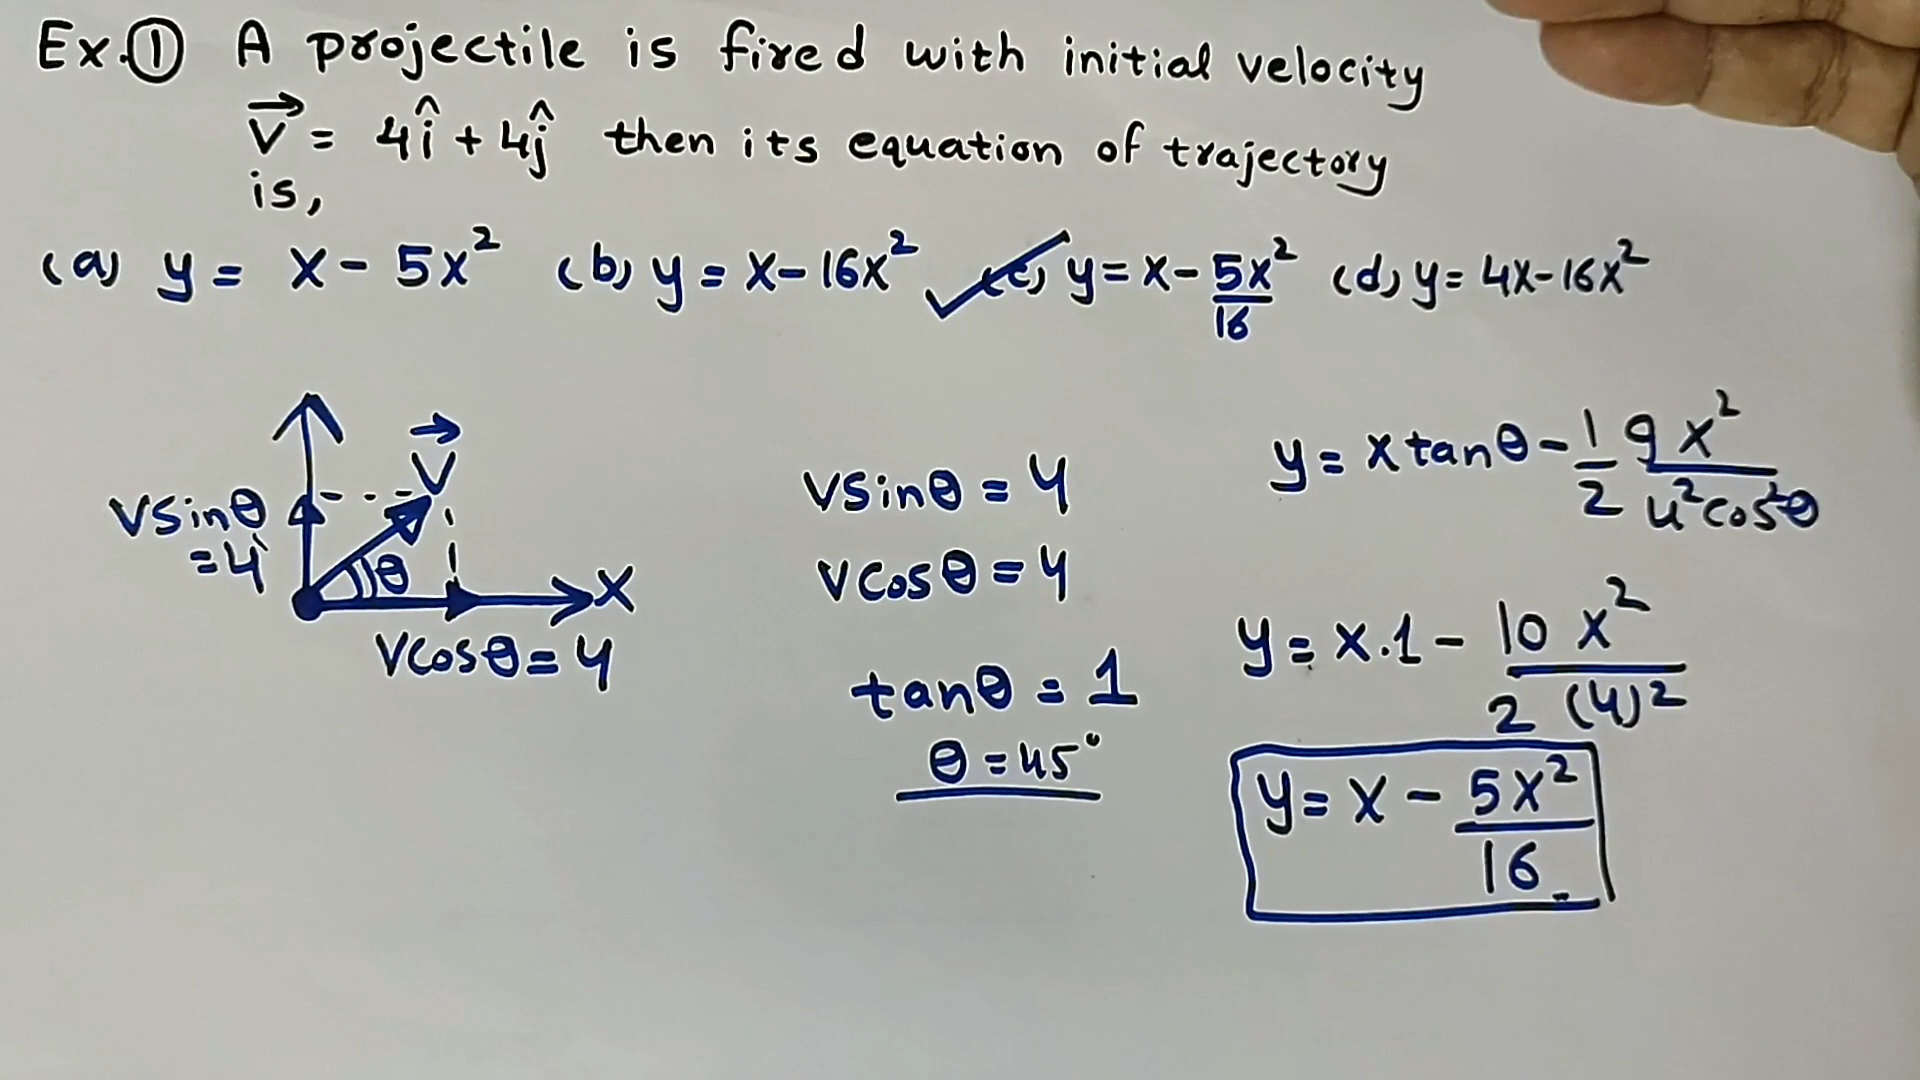 Ex.① A projectile is fired with initial velocity
V⃗ = 4î + 4ĵ then its equation of trajectory
is,
(a) y = x - 5x² (b) y = x - 16x² (c) y = x - 5x²/16 (d) y = 4x - 16x²
V⃗
Vsinθ
=4
θ
X
Vcosθ = 4
Vsinθ = 4
Vcosθ = 4
tanθ = 1
θ = 45°
y = x tanθ - 1/2 gx²/u²cos²θ
y = x.1 - 10x²/2(4)²
y = x - 5x²/16